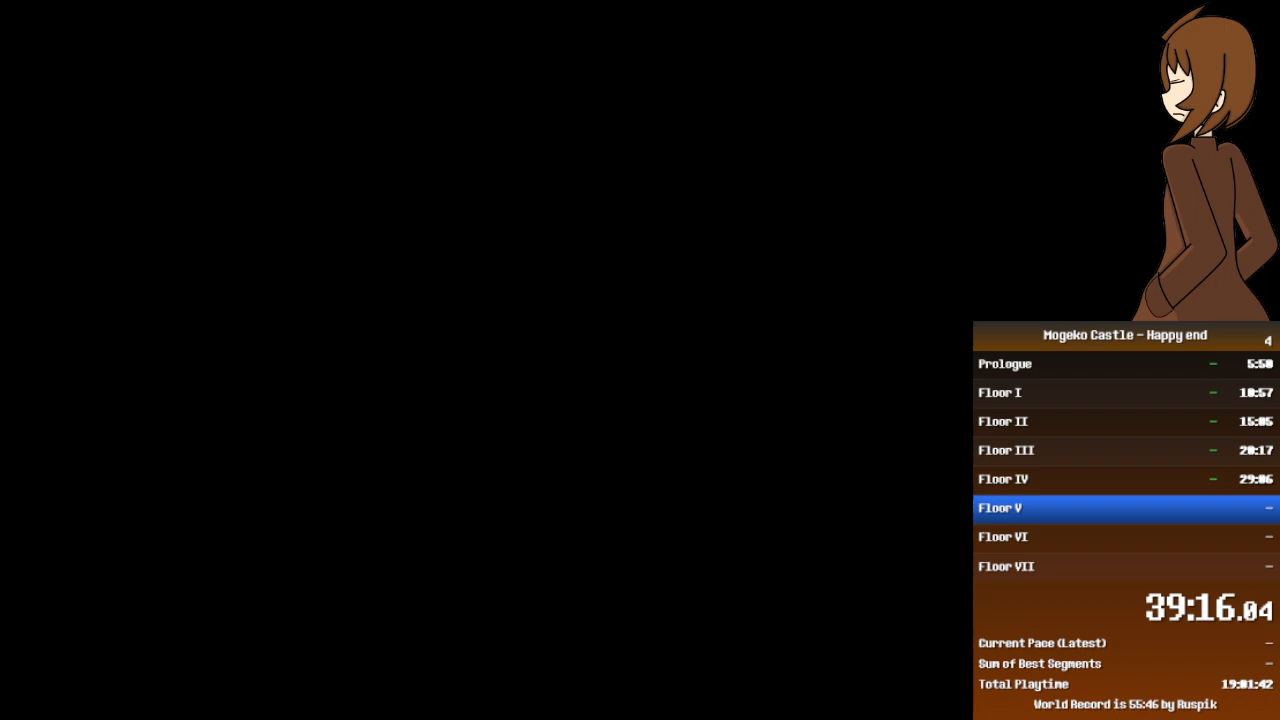 Mogeko Castle - Happy end
4
Prologue - 5:50
Floor I - 10:57
Floor II - 15:05
Floor III - 20:17
Floor IV - 29:06
Floor V -
Floor VI -
Floor VII -
39:16.04
Current Pace (Latest) -
Sum of Best Segments -
Total Playtime 19:01:42
World Record is 55:46 by Ruspik